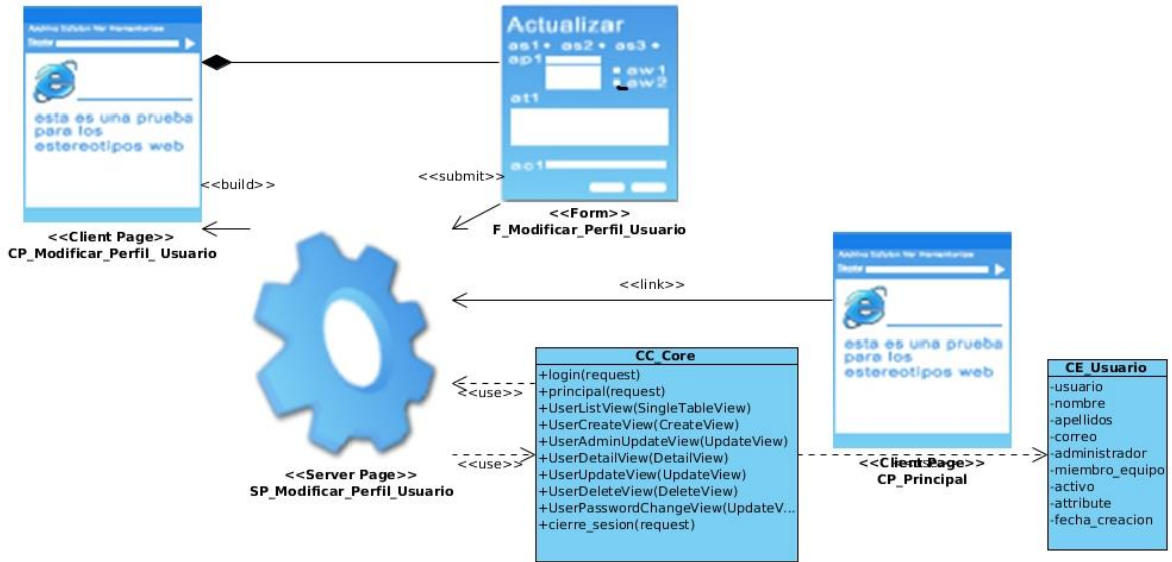 esta es una prueba
para los
estereotipos web
<<build>>
<<Client Page>>
CP_Modificar_Perfil_ Usuario
Actualizar
as1 as2 as3
ap1
aw1
aw2
at1
ao1
<<submit>>
<<Form>>
F_Modificar_Perfil_Usuario
<<link>>
<<Server Page>>
SP_Modificar_Perfil_Usuario
<<use>>
<<use>>
CC_Core
+login(request)
+principal(request)
+UserListView(SingleTableView)
+UserCreateView(CreateView)
+UserAdminUpdateView(UpdateView)
+UserDetailView(DetailView)
+UserUpdateView(UpdateView)
+UserDeleteView(DeleteView)
+UserPasswordChangeView(UpdateV...
+cierre_sesion(request)
esta es una prueba
para los
estereotipos web
<<Client Page>>
CP_Principal
CE_Usuario
-usuario
-nombre
-apellidos
-correo
-administrador
-miembro_equipo
-activo
-attribute
-fecha_creacion